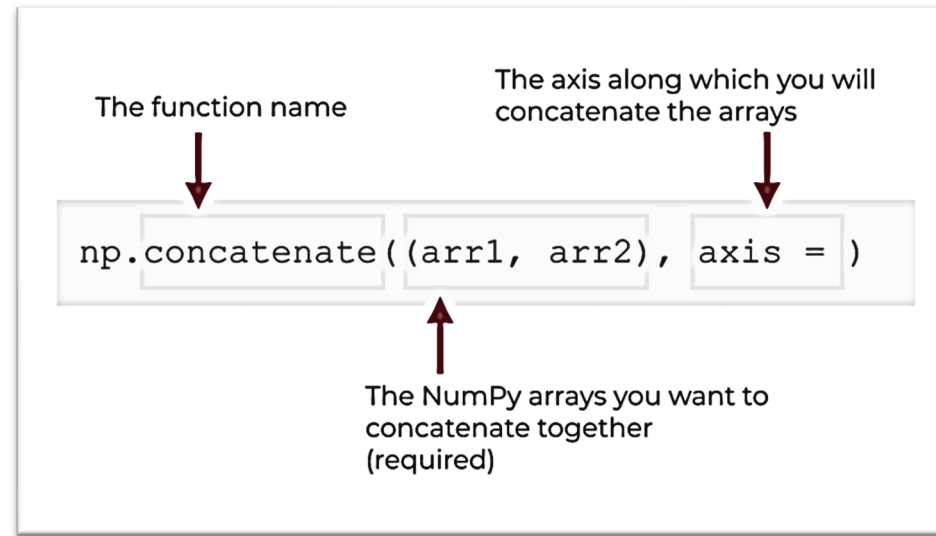 The function name
The axis along which you will
concatenate the arrays
np.concatenate((arr1, arr2), axis = )
The NumPy arrays you want to
concatenate together
(required)